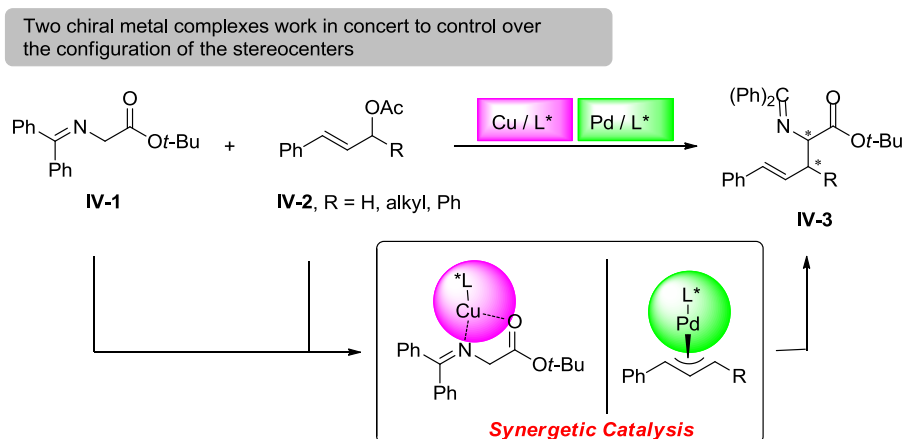 Two chiral metal complexes work in concert to control over
the configuration of the stereocenters
Ph
N
O
Ot-Bu
Ph
IV-1
+
OAc
Ph
R
IV-2, R = H, alkyl, Ph
Cu / L*
Pd / L*
(Ph)2C
N
O
Ot-Bu
*
*
Ph
R
IV-3
*L
Cu
O
N
Ph
Ot-Bu
Ph
L*
Pd
Ph
R
Synergetic Catalysis